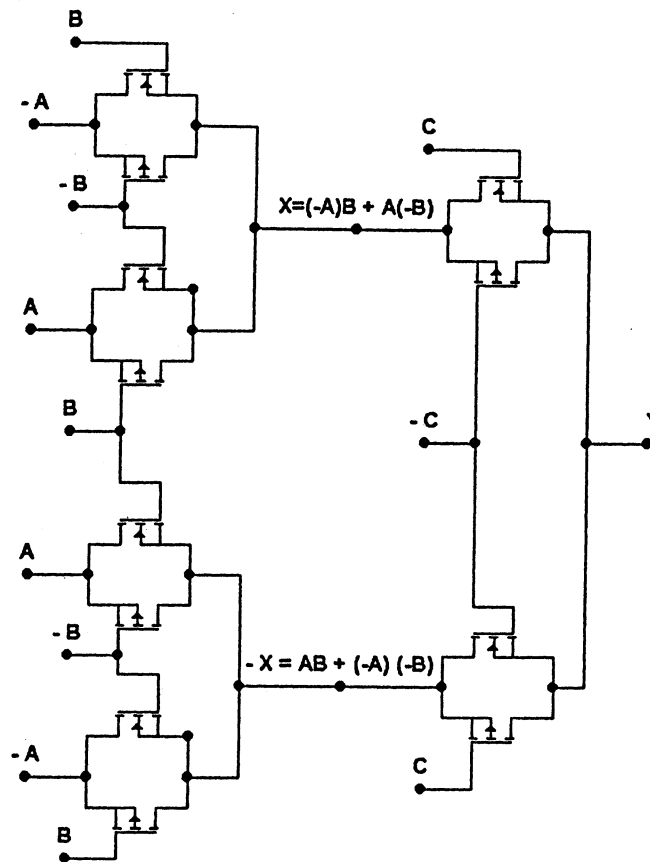 B
- A
C
- B
X=(-A)B + A(-B)
A
B
- C
A
- B
- X = AB + (-A) (-B)
- A
C
B